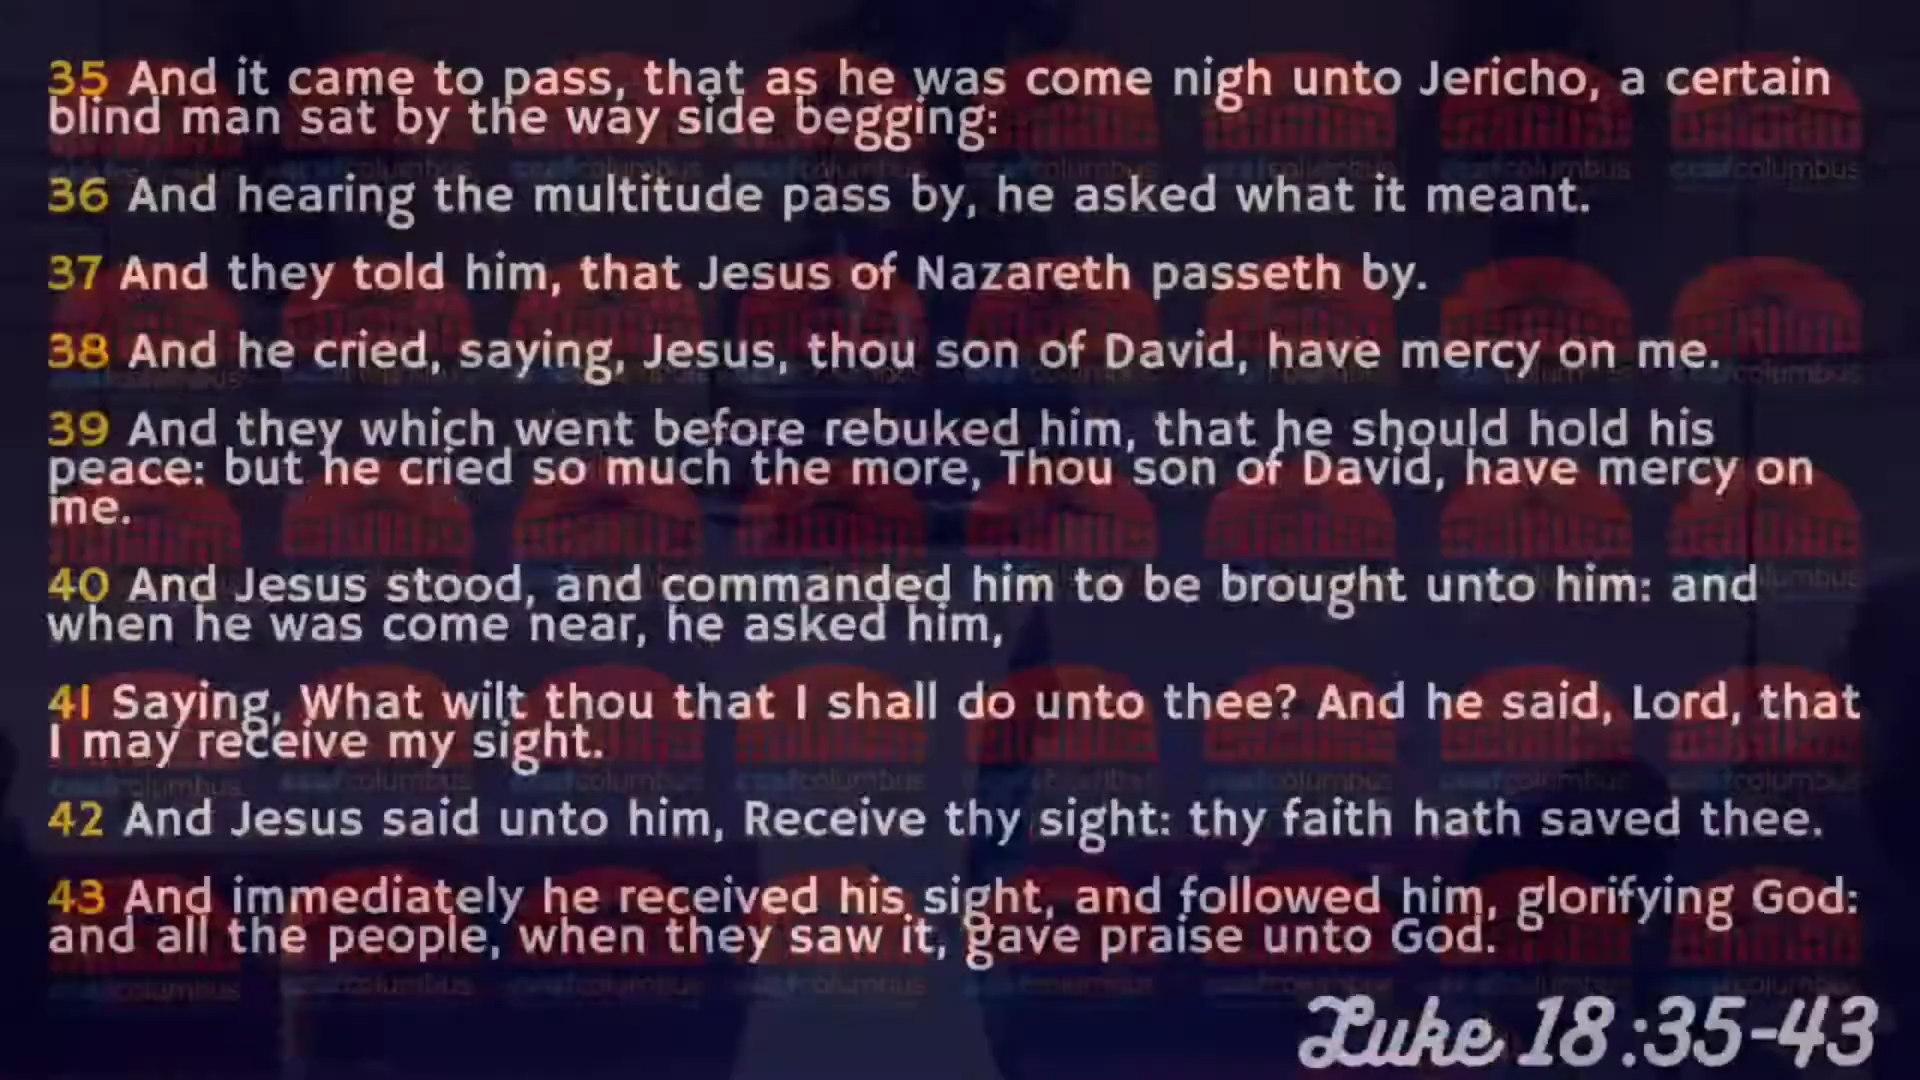 35 And it came to pass, that as he was come nigh unto Jericho, a certain
blind man sat by the way side begging:
36 And hearing the multitude pass by, he asked what it meant.
37 And they told him, that Jesus of Nazareth passeth by.
38 And he cried, saying, Jesus, thou son of David, have mercy on me.
39 And they which went before rebuked him, that he should hold his
peace: but he cried so much the more, Thou son of David, have mercy on
me.
40 And Jesus stood, and commanded him to be brought unto him: and
when he was come near, he asked him,
41 Saying, What wilt thou that I shall do unto thee? And he said, Lord, that
I may receive my sight.
42 And Jesus said unto him, Receive thy sight: thy faith hath saved thee.
43 And immediately he received his sight, and followed him, glorifying God:
and all the people, when they saw it, gave praise unto God.
Luke 18:35-43